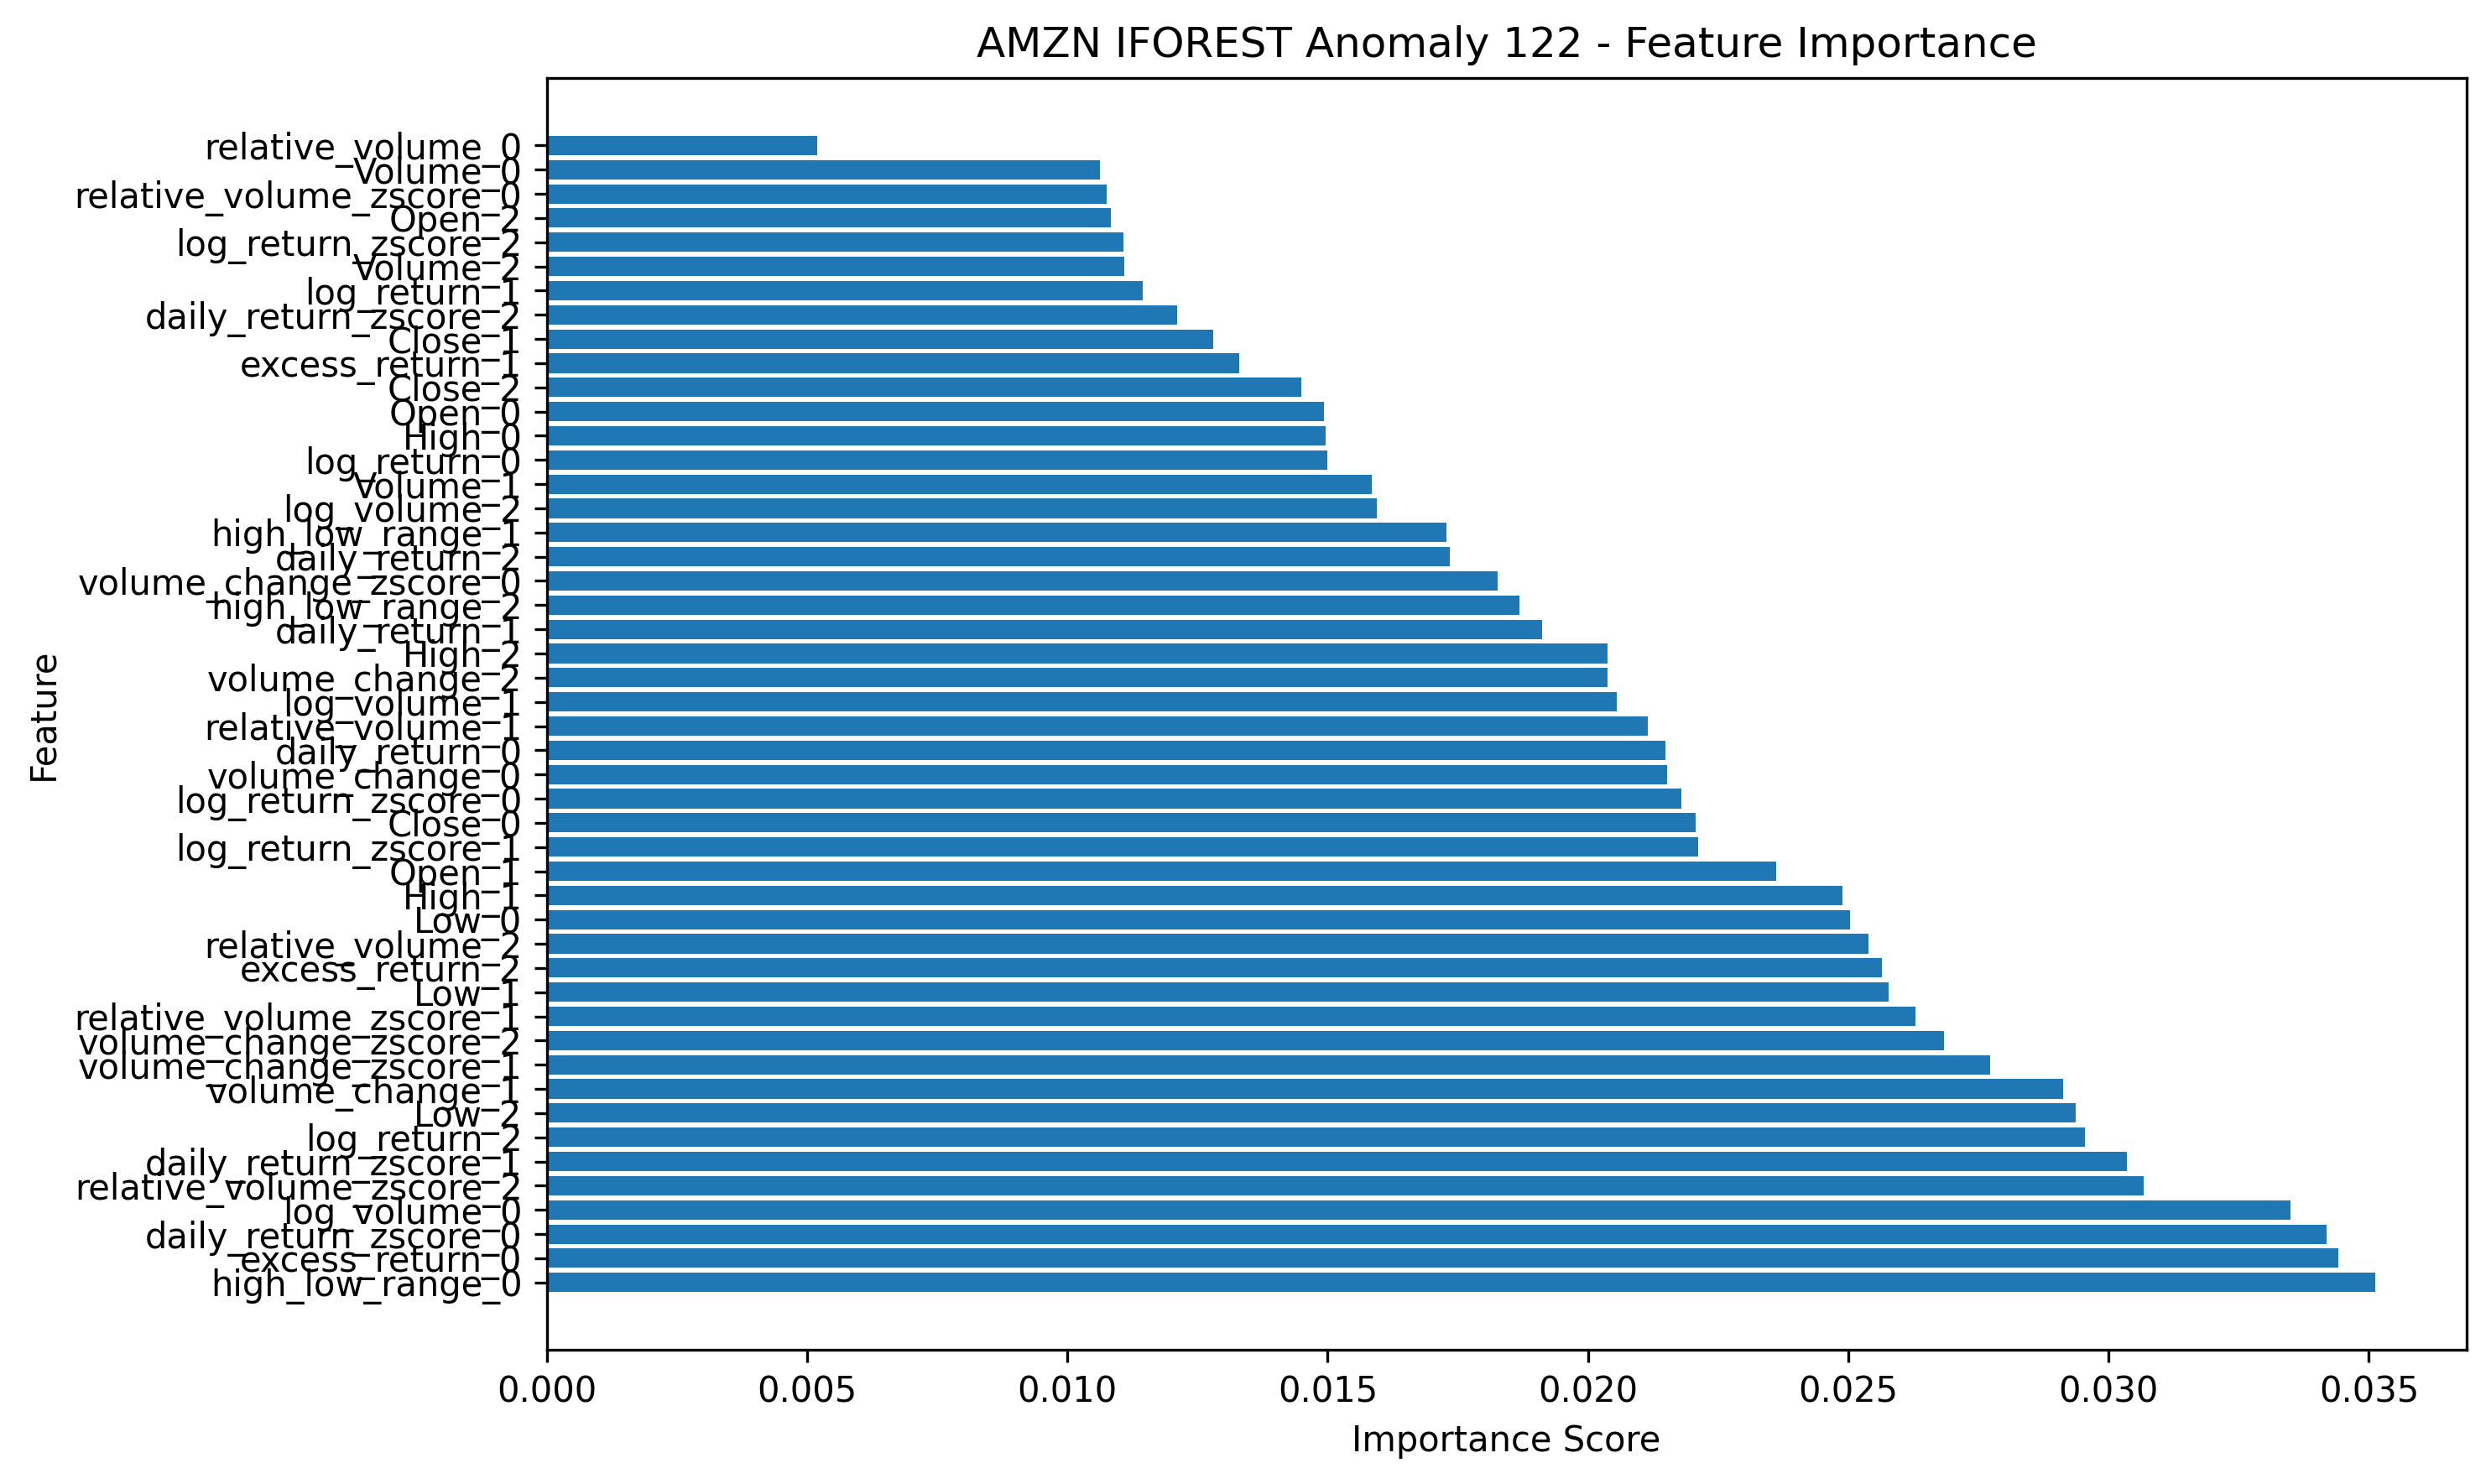 AMZN IFOREST Anomaly 122 - Feature Importance
relative_volume_0
Volume_0
relative_volume_zscore_0
Open_2
log_return_zscore_2
Volume_2
log_return_1
daily_return_zscore_2
Close_1
excess_return_1
Close_2
Open_0
High_0
log_return_0
Volume_1
log_volume_2
high_low_range_1
daily_return_2
volume_change_zscore_0
high_low_range_2
daily_return_1
High_2
volume_change_2
log_volume_1
relative_volume_1
daily_return_0
volume_change_0
log_return_zscore_0
Close_0
log_return_zscore_1
Open_1
High_1
Low_0
relative_volume_2
excess_return_2
Low_1
relative_volume_zscore_1
volume_change_zscore_2
volume_change_zscore_1
volume_change_1
Low_2
log_return_2
daily_return_zscore_1
relative_volume_zscore_2
log_volume_0
daily_return_zscore_0
excess_return_0
high_low_range_0
Feature
0.000 0.005 0.010 0.015 0.020 0.025 0.030 0.035
Importance Score